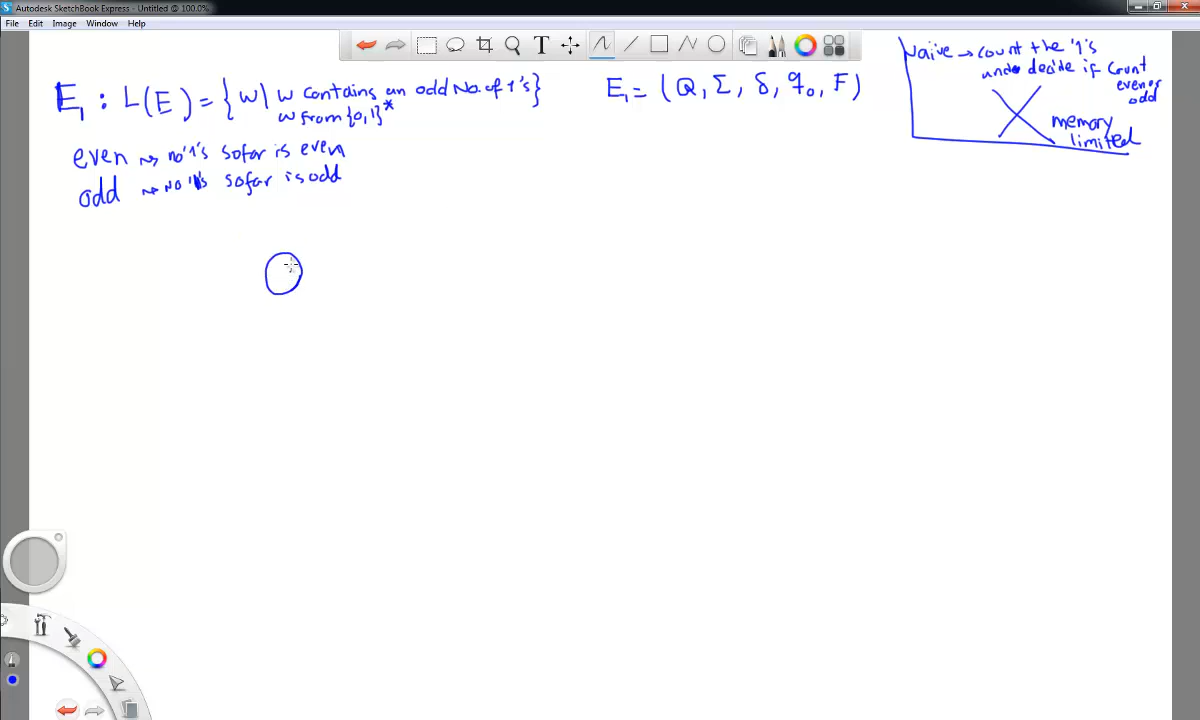 Autodesk SketchBook Express - Untitled @ 100.0%
File Edit Image Window Help
E1 : L(E) = {W| W contains an odd No. of 1's}
W from {0,1}*
even → no '1's sofar is even
odd → no '1's sofar is odd
E1 = (Q, Σ, δ, q0, F)
naive → count the '1's
and decide if count
even or
odd
memory
limited